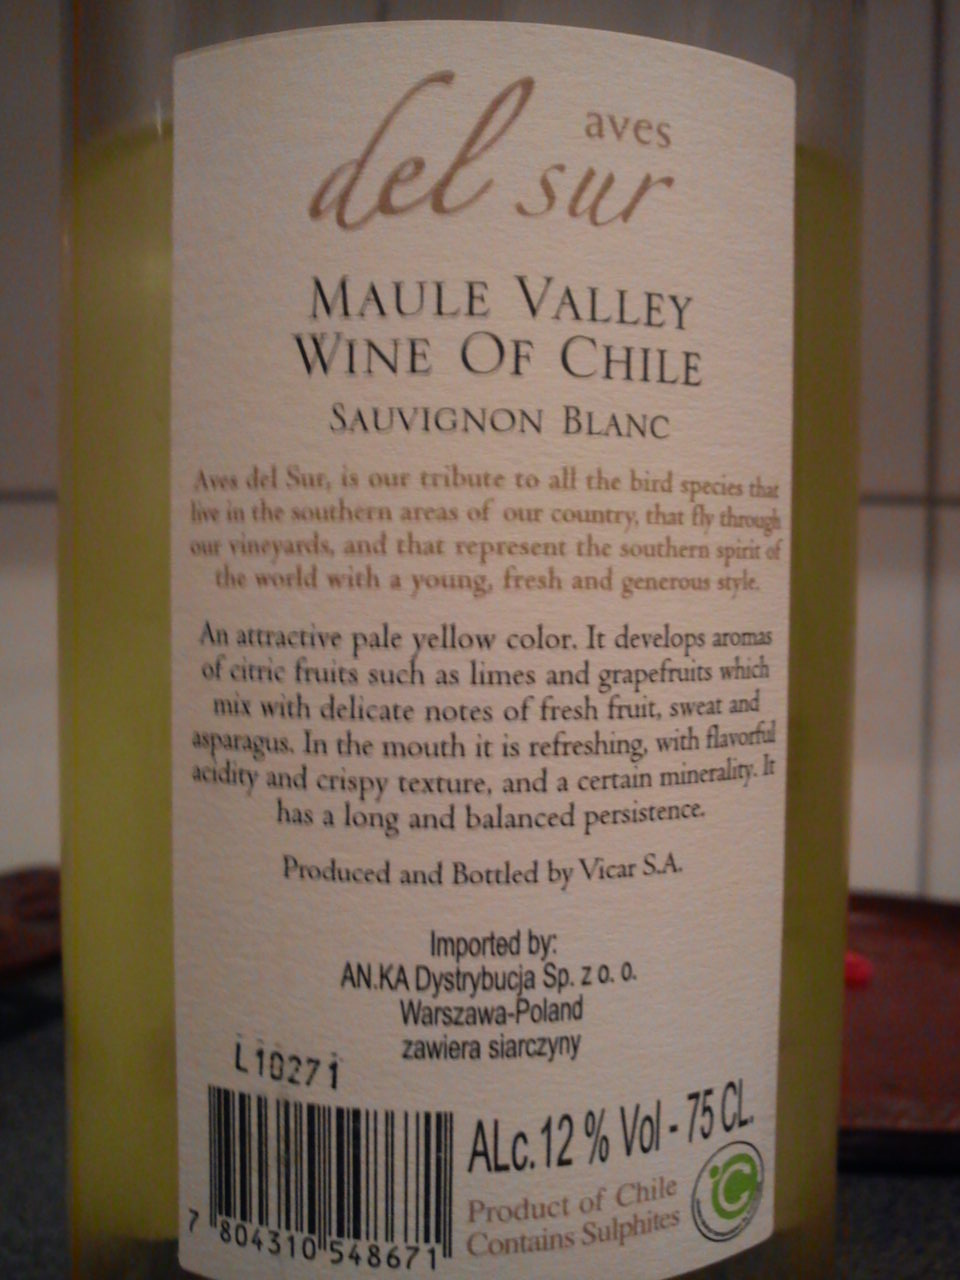 aves
del sur
MAULE VALLEY
WINE OF CHILE
SAUVIGNON BLANC
Aves del Sur, is our tribute to all the bird species that
live in the southern areas of our country, that fly through
our vineyards, and that represent the southern spirit of
the world with a young, fresh and generous style.
An attractive pale yellow color. It develops aromas
of citric fruits such as limes and grapefruits which
mix with delicate notes of fresh fruit, sweat and
asparagus. In the mouth it is refreshing, with flavorful
acidity and crispy texture, and a certain minerality. It
has a long and balanced persistence.
Produced and Bottled by Vicar S.A.
Imported by:
AN.KA Dystrybucja Sp. z o. o.
Warszawa-Poland
zawiera siarczyny
L10271
ALc. 12 % Vol - 75 CL.
Product of Chile
Contains Sulphites
C
7 804310 548671